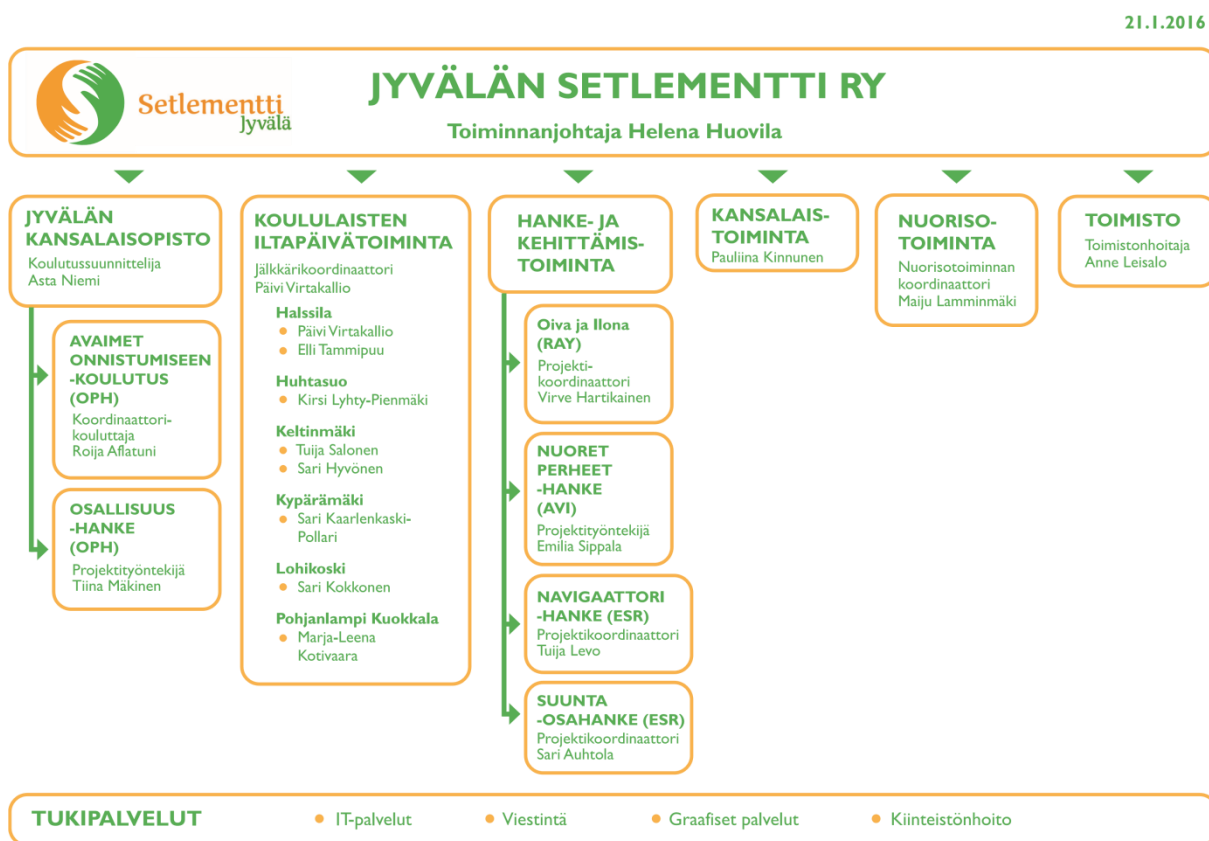 21.1.2016
Setlementti
Jyvälä
JYVÄLÄN SETLEMENTTI RY
Toiminnanjohtaja Helena Huovila
JYVÄLÄN
KANSALAISOPISTO
Koulutussuunnittelija
Asta Niemi
AVAIMET
ONNISTUMISEEN
-KOULUTUS
(OPH)
Koordinaattori-
kouluttaja
Roija Aflatuni
OSALLISUUS
-HANKE
(OPH)
Projektityöntekijä
Tiina Mäkinen
KOULULAISTEN
ILTAPÄIVÄTOIMINTA
Jälkkärikoordinaattori
Päivi Virtakallio
Halssila
• Päivi Virtakallio
• Elli Tammipuu
Huhtasuo
• Kirsi Lyhty-Pienmäki
Keltinmäki
• Tuija Salonen
• Sari Hyvönen
Kypärämäki
• Sari Kaarlenkaski-
Pollari
Lohikoski
• Sari Kokkonen
Pohjanlampi Kuokkala
• Marja-Leena
Kotivaara
HANKE- JA
KEHITTÄMIS-
TOIMINTA
Oiva ja Ilona
(RAY)
Projekti-
koordinaattori
Virve Hartikainen
NUORET
PERHEET
-HANKE
(AVI)
Projektityöntekijä
Emilia Sippala
NAVIGAATTORI
-HANKE (ESR)
Projektikoordinaattori
Tuija Levo
SUUNTA
-OSAHANKE (ESR)
Projektikoordinaattori
Sari Auhtola
KANSALAIS-
TOIMINTA
Pauliina Kinnunen
NUORISO-
TOIMINTA
Nuorisotoiminnan
koordinaattori
Maiju Lamminmäki
TOIMISTO
Toimistonhoitaja
Anne Leisalo
TUKIPALVELUT • IT-palvelut • Viestintä • Graafiset palvelut • Kiinteistönhoito